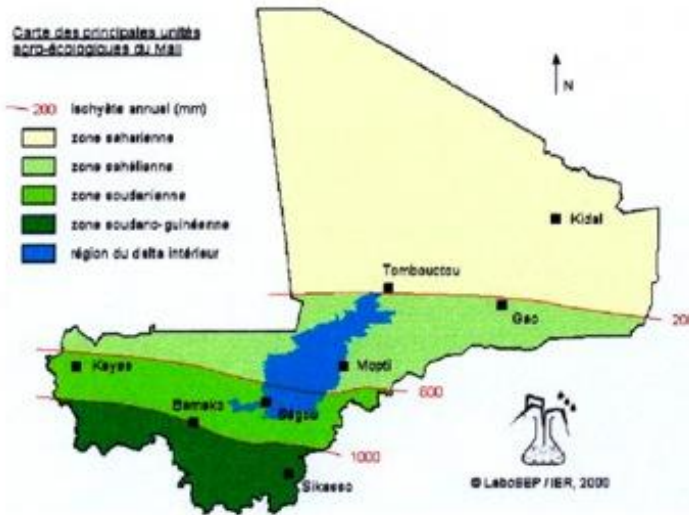 Carte des principales unités
agro-écologiques du Mali
N
200 isohyète annuel (mm)
zone saharienne
zone sahélienne
zone soudanienne
zone soudano-guinéenne
région du delta intérieur
Kidal
Tombouctou
Gao
200
Kayes
Mopti
600
Bamako
Ségou
1000
Sikasso
© LaboSEP / IER, 2000